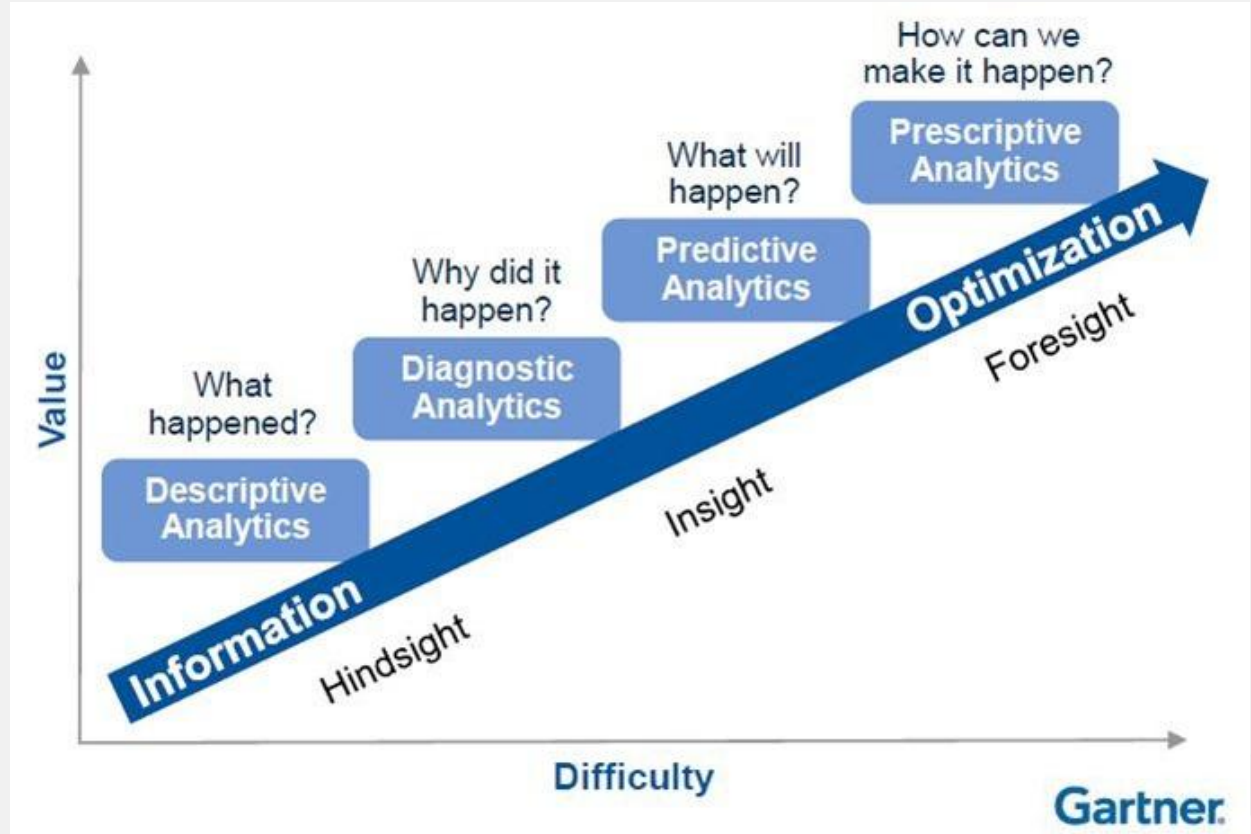 How can we
make it happen?
Prescriptive
Analytics
What will
happen?
Predictive
Analytics
Why did it
happen?
Diagnostic
Analytics
What
happened?
Descriptive
Analytics
Value
Information
Optimization
Hindsight
Insight
Foresight
Difficulty
Gartner.